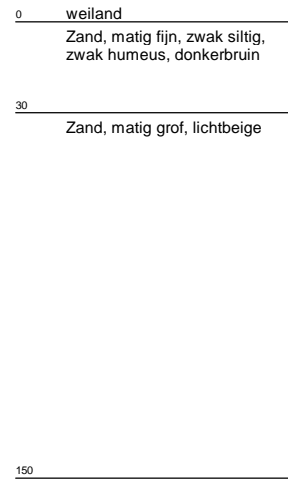 0 weiland
Zand, matig fijn, zwak siltig,
zwak humeus, donkerbruin
30
Zand, matig grof, lichtbeige
150